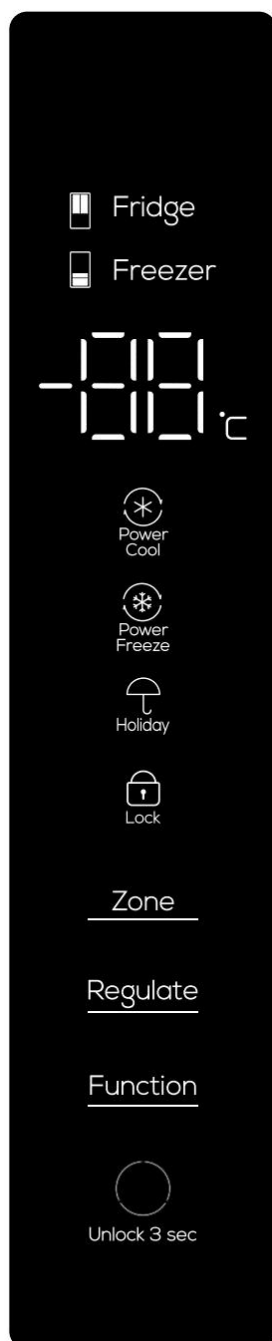 Fridge
Freezer
-88°C
Power
Cool
Power
Freeze
Holiday
Lock
Zone
Regulate
Function
Unlock 3 sec